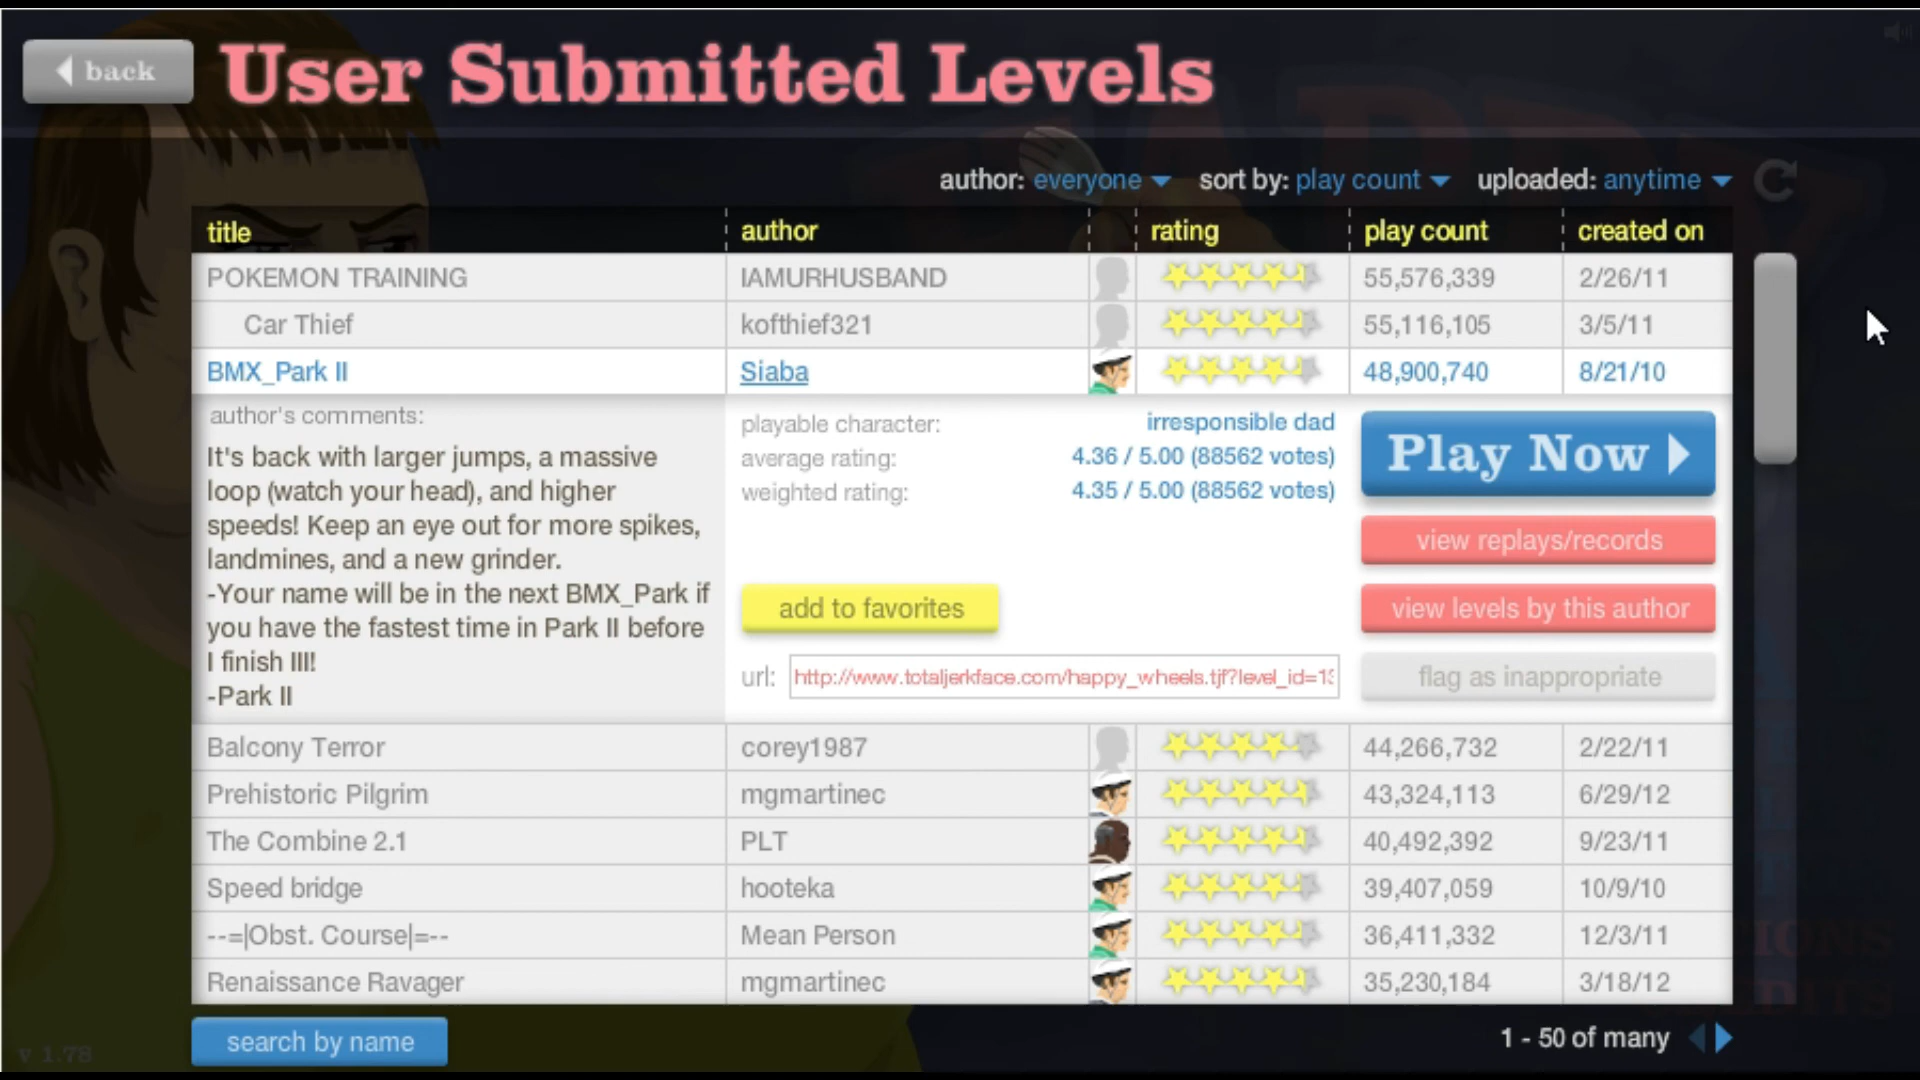 back
User Submitted Levels
author: everyone sort by: play count uploaded: anytime
title author rating play count created on
POKEMON TRAINING IAMURHUSBAND 55,576,339 2/26/11
Car Thief kofthief321 55,116,105 3/5/11
BMX_Park II Siaba 48,900,740 8/21/10
author's comments:
It's back with larger jumps, a massive
loop (watch your head), and higher
speeds! Keep an eye out for more spikes,
landmines, and a new grinder.
-Your name will be in the next BMX_Park if
you have the fastest time in Park II before
I finish III!
-Park II
playable character: irresponsible dad
average rating: 4.36 / 5.00 (88562 votes)
weighted rating: 4.35 / 5.00 (88562 votes)
add to favorites
url: http://www.totaljerkface.com/happy_wheels.tjf?level_id=13
Play Now
view replays/records
view levels by this author
flag as inappropriate
Balcony Terror corey1987 44,266,732 2/22/11
Prehistoric Pilgrim mgmartinec 43,324,113 6/29/12
The Combine 2.1 PLT 40,492,392 9/23/11
Speed bridge hooteka 39,407,059 10/9/10
--=|Obst. Course|=-- Mean Person 36,411,332 12/3/11
Renaissance Ravager mgmartinec 35,230,184 3/18/12
search by name
1 - 50 of many
v 1.78